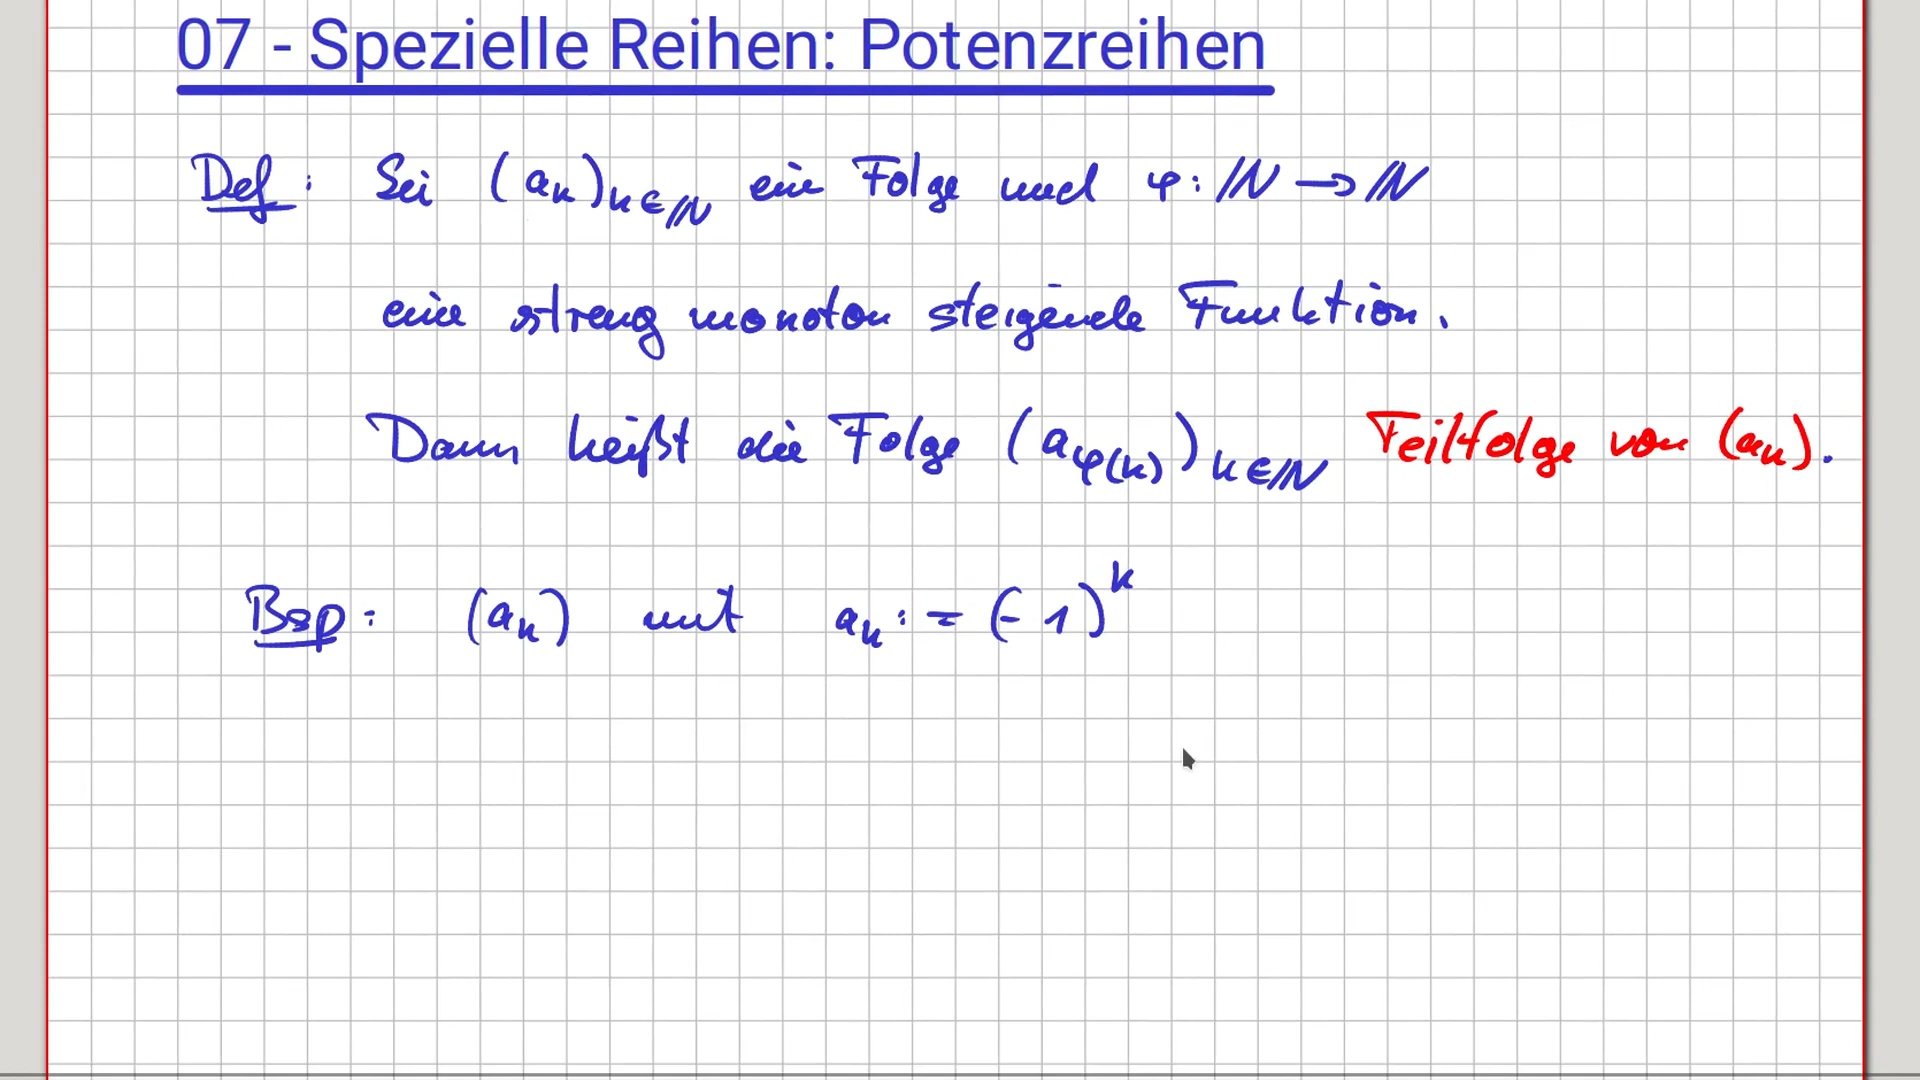 07 - Spezielle Reihen: Potenzreihen
Def: Sei (aₖ)ₖ∈ℕ eine Folge und φ: ℕ → ℕ
eine streng monoton steigende Funktion.
Dann heißt die Folge (a_φ(k))ₖ∈ℕ Teilfolge von (aₖ).
Bsp: (aₖ) mit aₖ := (-1)ᵏ